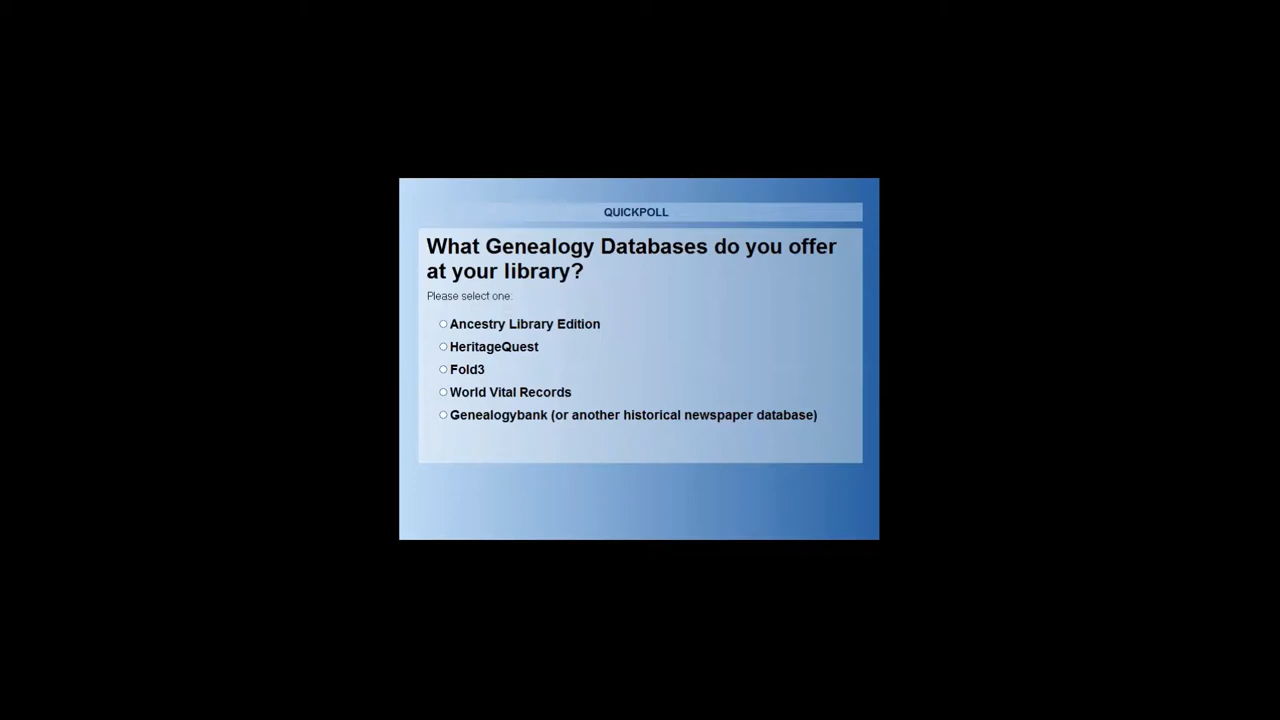 QUICKPOLL
What Genealogy Databases do you offer
at your library?
Please select one:
Ancestry Library Edition
HeritageQuest
Fold3
World Vital Records
Genealogybank (or another historical newspaper database)